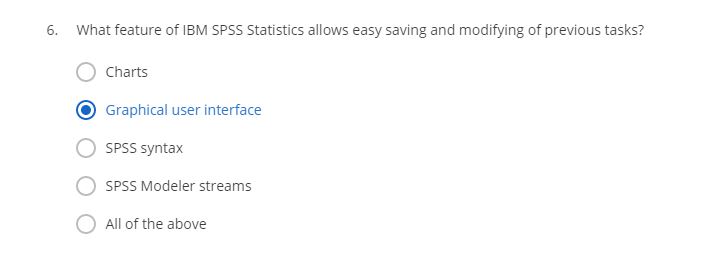 6. What feature of IBM SPSS Statistics allows easy saving and modifying of previous tasks?
Charts
Graphical user interface
SPSS syntax
SPSS Modeler streams
All of the above